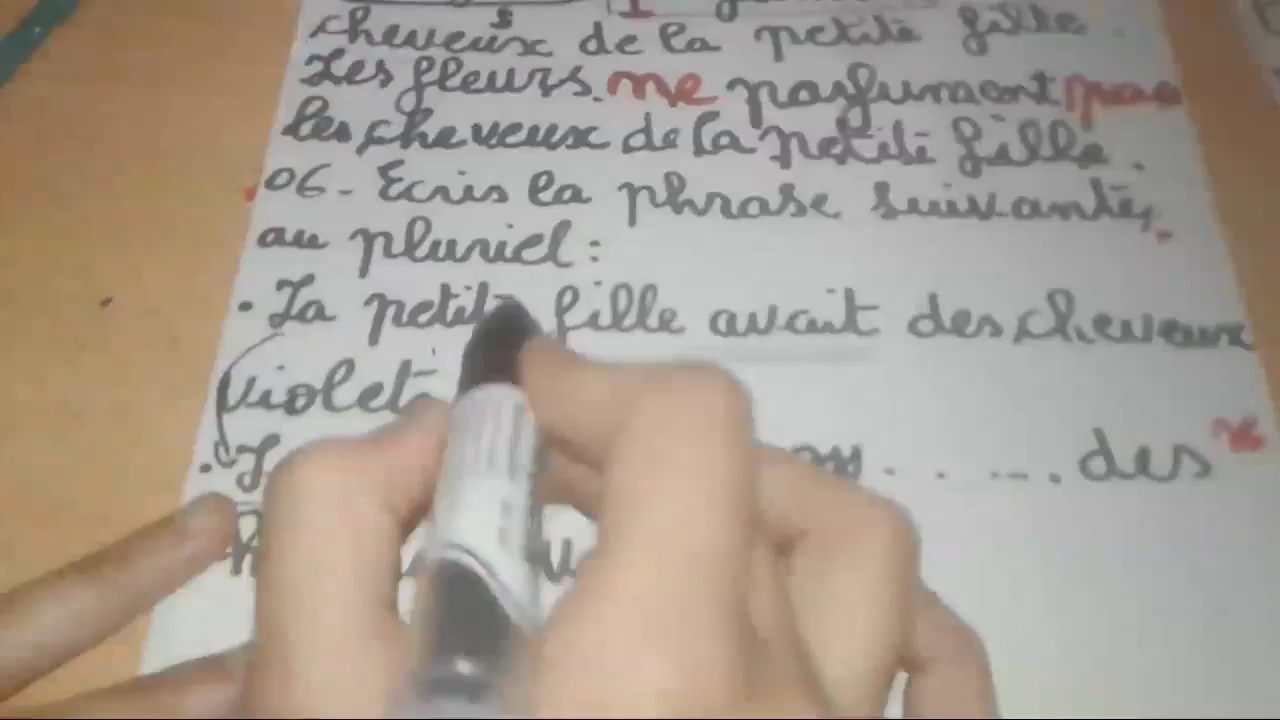 cheveux de la petite fille.
Les fleurs ne parfument pas
les cheveux de la petite fille.
06- Ecris la phrase suivante,
au pluriel:
. La petite fille avait des cheveux
violets
des